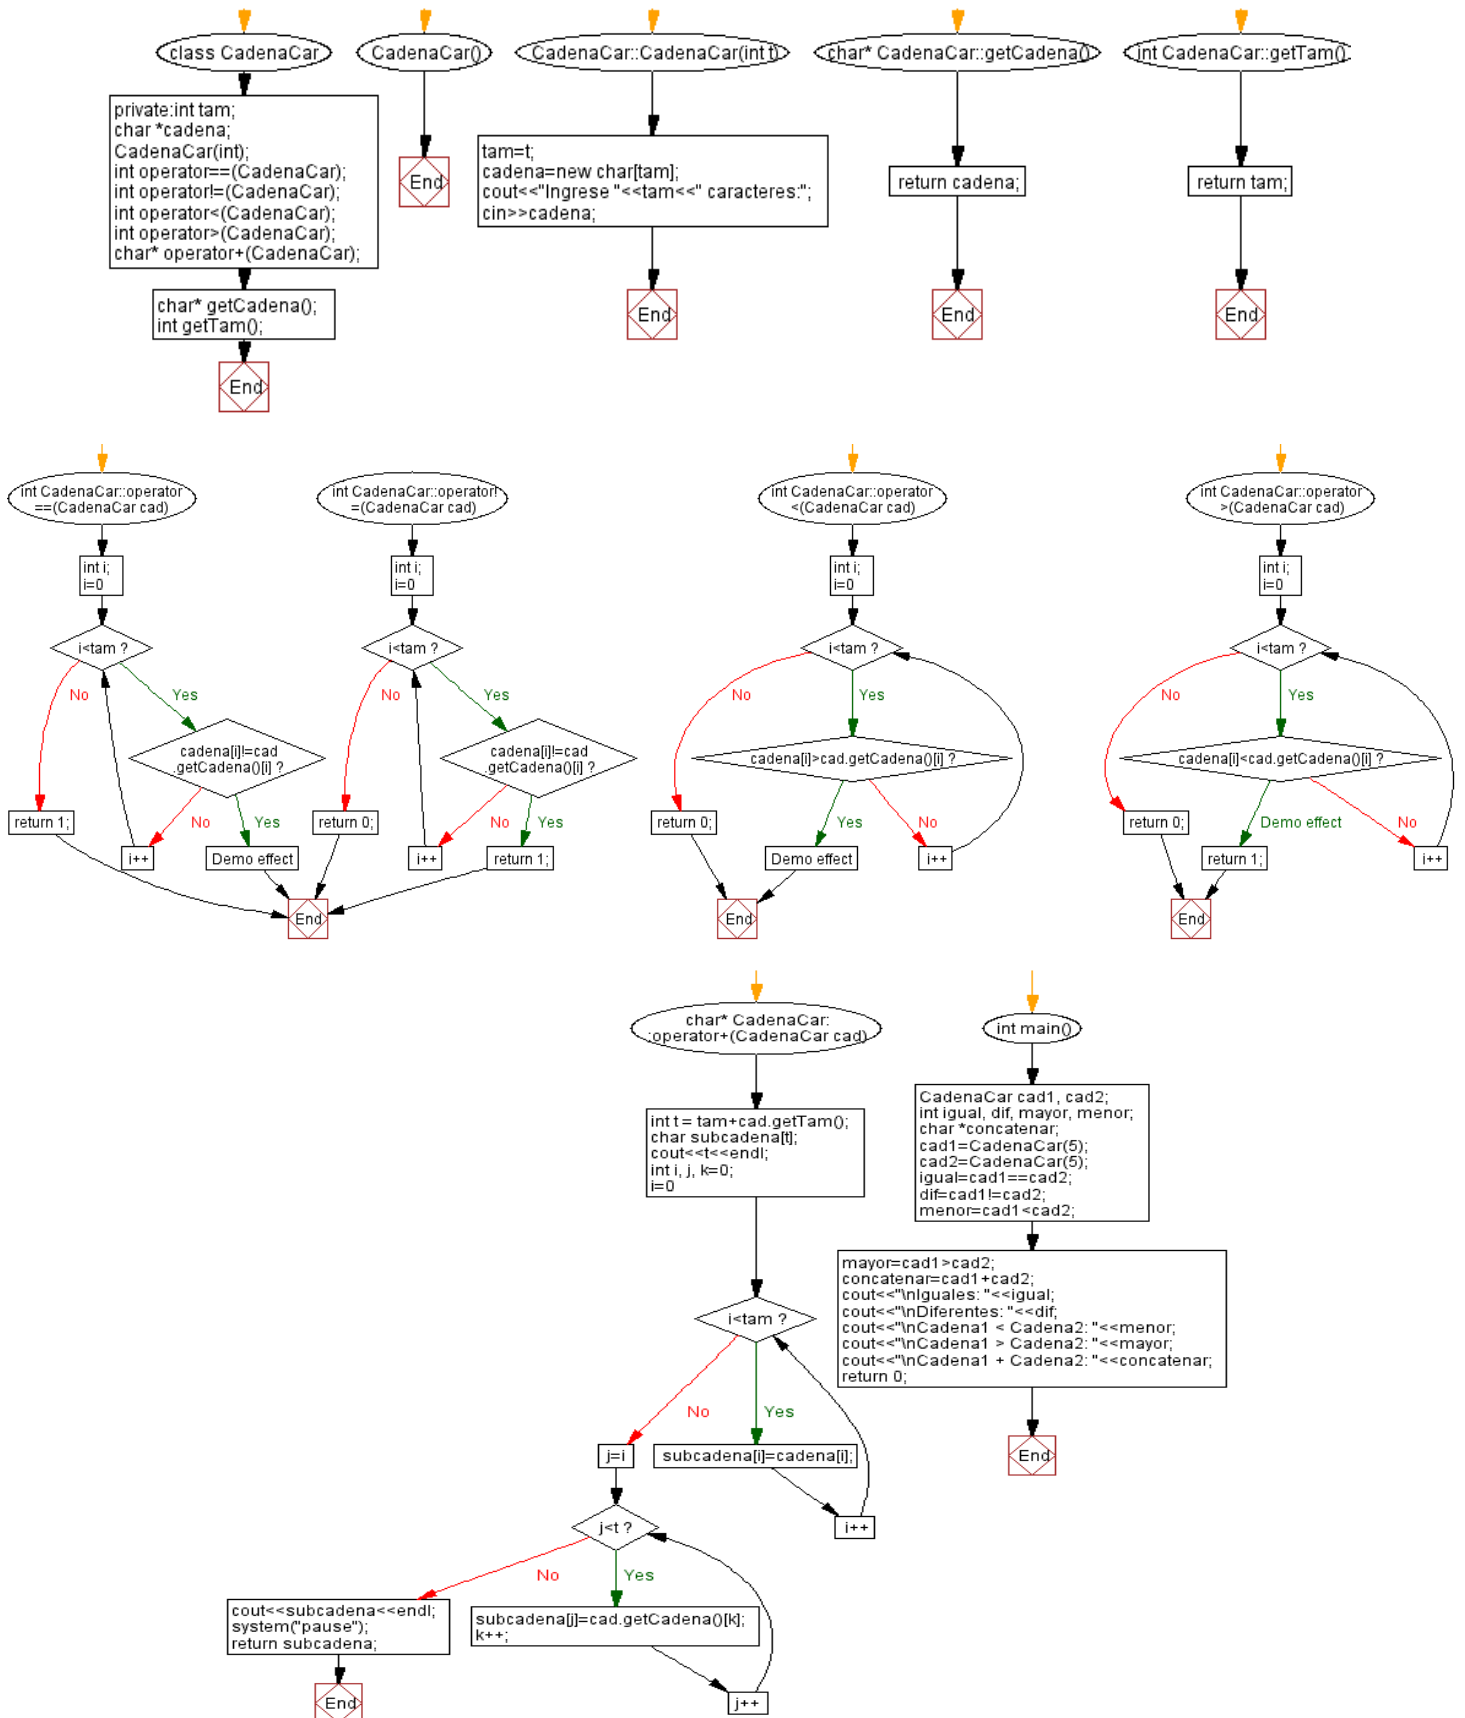 class CadenaCar
private:int tam;
char *cadena;
CadenaCar(int);
int operator==(CadenaCar);
int operator!=(CadenaCar);
int operator<(CadenaCar);
int operator>(CadenaCar);
char* operator+(CadenaCar);
char* getCadena();
int getTam();
End
CadenaCar()
End
CadenaCar::CadenaCar(int t)
tam=t;
cadena=new char[tam];
cout<<"Ingrese "<<tam<<" caracteres:";
cin>>cadena;
End
char* CadenaCar::getCadena()
return cadena;
End
int CadenaCar::getTam()
return tam;
End
int CadenaCar::operator
==(CadenaCar cad)
int i;
i=0
i<tam ?
No
Yes
cadena[i]!=cad
.getCadena()[i] ?
return 1;
No
Yes
i++
Demo effect
int CadenaCar::operator!
=(CadenaCar cad)
int i;
i=0
i<tam ?
No
Yes
cadena[i]!=cad
.getCadena()[i] ?
return 0;
No
Yes
i++
return 1;
End
int CadenaCar::operator
<(CadenaCar cad)
int i;
i=0
i<tam ?
No
Yes
cadena[i]>cad.getCadena()[i] ?
return 0;
Yes
No
Demo effect
i++
End
int CadenaCar::operator
>(CadenaCar cad)
int i;
i=0
i<tam ?
No
Yes
cadena[i]<cad.getCadena()[i] ?
return 0;
Demo effect
No
return 1;
i++
End
char* CadenaCar:
:operator+(CadenaCar cad)
int t = tam+cad.getTam();
char subcadena[t];
cout<<t<<endl;
int i, j, k=0;
i=0
i<tam ?
No
Yes
j=i
subcadena[i]=cadena[i];
i++
j<t ?
No
Yes
cout<<subcadena<<endl;
system("pause");
return subcadena;
subcadena[j]=cad.getCadena()[k];
k++;
j++
End
int main()
CadenaCar cad1, cad2;
int igual, dif, mayor, menor;
char *concatenar;
cad1=CadenaCar(5);
cad2=CadenaCar(5);
igual=cad1==cad2;
dif=cad1!=cad2;
menor=cad1<cad2;
mayor=cad1>cad2;
concatenar=cad1+cad2;
cout<<"\nIguales: "<<igual;
cout<<"\nDiferentes: "<<dif;
cout<<"\nCadena1 < Cadena2: "<<menor;
cout<<"\nCadena1 > Cadena2: "<<mayor;
cout<<"\nCadena1 + Cadena2: "<<concatenar;
return 0;
End